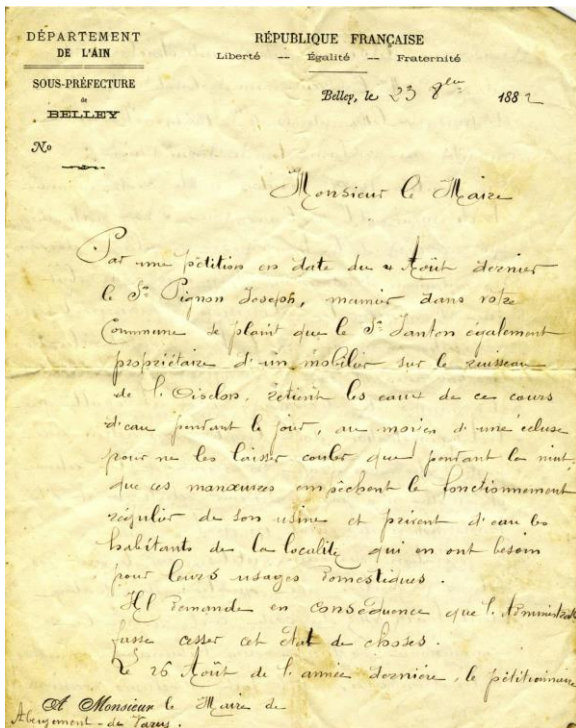 DÉPARTEMENT
DE L'AIN
SOUS-PRÉFECTURE
de
BELLEY
No
RÉPUBLIQUE FRANÇAISE
Liberté — Égalité — Fraternité
Belley, le 23 8bre 1882
Monsieur le Maire
Par une pétition en date du 4 Août dernier
le Sr Pignon Joseph, meunier dans votre
Commune se plaint que le Sr Janton également
propriétaire d'un mobilier sur le ruisseau
de l'Oiselon, retient les eaux de ce cours
d'eau pendant le jour, au moyen d'une écluse
pour ne les laisser couler que pendant la nuit,
que ces manœuvres empêchent le fonctionnement
régulier de son usine et privent d'eau les
habitants de la localité qui en ont besoin
pour leurs usages domestiques.
Il demande en conséquence que l'Administrat
fasse cesser cet état de choses.
Le 26 Août de l'année dernière, le pétitionnaire
A Monsieur le Maire de
Abergement-de-Varey.